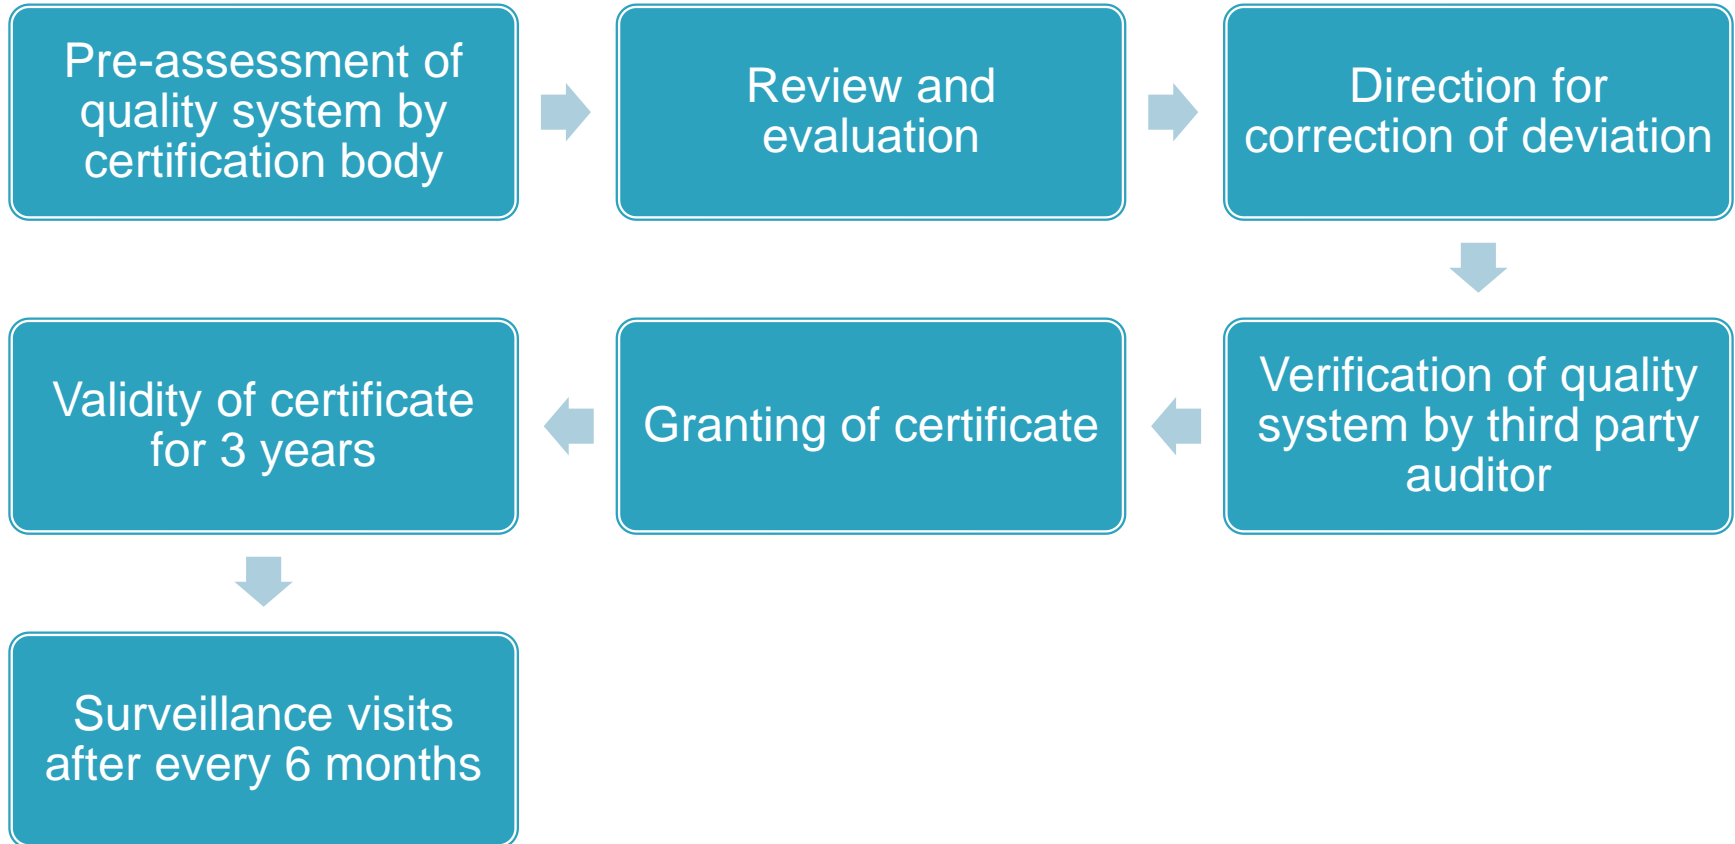 Pre-assessment of
quality system by
certification body
Review and
evaluation
Direction for
correction of deviation
Verification of quality
system by third party
auditor
Granting of certificate
Validity of certificate
for 3 years
Surveillance visits
after every 6 months